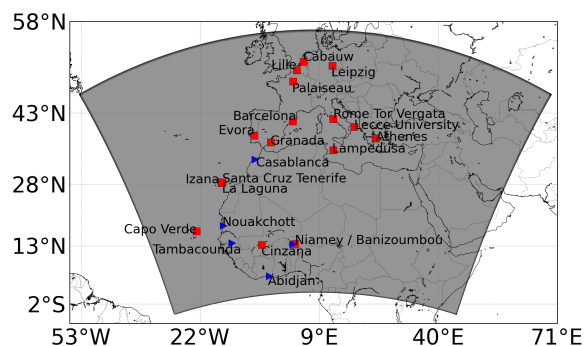 58°N
Cabauw
Lille
Leipzig
Palaiseau
43°N
Barcelona
Rome Tor Vergata
Evora
Lecce University
Granada
Athenes
Lampedusa
Casablanca
28°N
Izana
Santa Cruz Tenerife
La Laguna
Nouakchott
Capo Verde
13°N
Tambacounda
Cinzana
Niamey / Banizoumbou
Abidjan
2°S
53°W 22°W 9°E 40°E 71°E